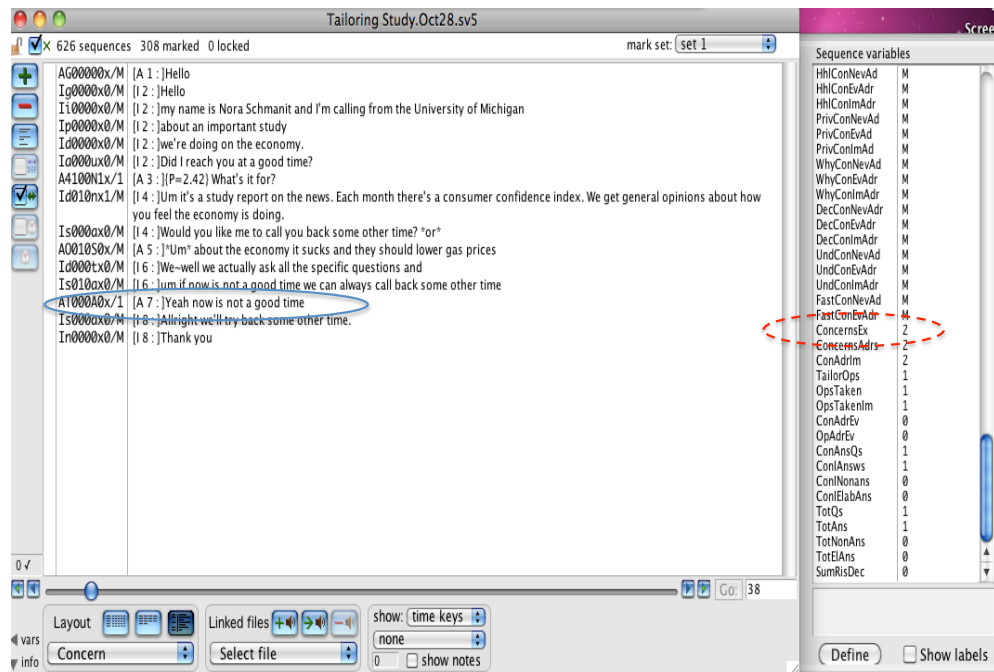 Tailoring Study.Oct28.sv5
Scree
626 sequences 308 marked 0 locked
mark set: set 1
AG00000x/M [A 1 : ]Hello
Ig0000x0/M [I 2 : ]Hello
Ii0000x0/M [I 2 : ]my name is Nora Schmanit and I'm calling from the University of Michigan
Ip0000x0/M [I 2 : ]about an important study
Id0000x0/M [I 2 : ]we're doing on the economy.
Ia000ux0/M [I 2 : ]Did I reach you at a good time?
A4100N1x/1 [A 3 : ]{P=2.42} What's it for?
Id010nx1/M [I 4 : ]Um it's a study report on the news. Each month there's a consumer confidence index. We get general opinions about how
you feel the economy is doing.
Is000ax0/M [I 4 : ]Would you like me to call you back some other time? *or*
AO010S0x/M [A 5 : ]*Um* about the economy it sucks and they should lower gas prices
Id000tx0/M [I 6 : ]We~well we actually ask all the specific questions and
Is010ax0/M [I 6 : ]um if now is not a good time we can always call back some other time
AT000A0x/1 [A 7 : ]Yeah now is not a good time
Is000ax0/M [I 8 : ]Allright we'll try back some other time.
In0000x0/M [I 8 : ]Thank you
0 √
Go: 38
Layout
Linked files
show: time keys
none
vars
info
Concern
Select file
0
show notes
Sequence variables
HhlConNevAd M
HhlConEvAdr M
HhlConImAdr M
PrivConNevAd M
PrivConEvAd M
PrivConImAd M
WhyConNevAd M
WhyConEvAdr M
WhyConImAdr M
DecConNevAdr M
DecConEvAdr M
DecConImAdr M
UndConNevAd M
UndConEvAdr M
UndConImAdr M
FastConNevAd M
FastConEvAdr M
ConcernsEx 2
ConcernsAdrs 2
ConAdrIm 2
TailorOps 1
OpsTaken 1
OpsTakenIm 1
ConAdrEv 0
OpAdrEv 0
ConAnsQs 1
ConIAnsws 1
ConINonans 0
ConIElabAns 0
TotQs 1
TotAns 1
TotNonAns 0
TotElAns 0
SumRisDec 0
Define
Show labels